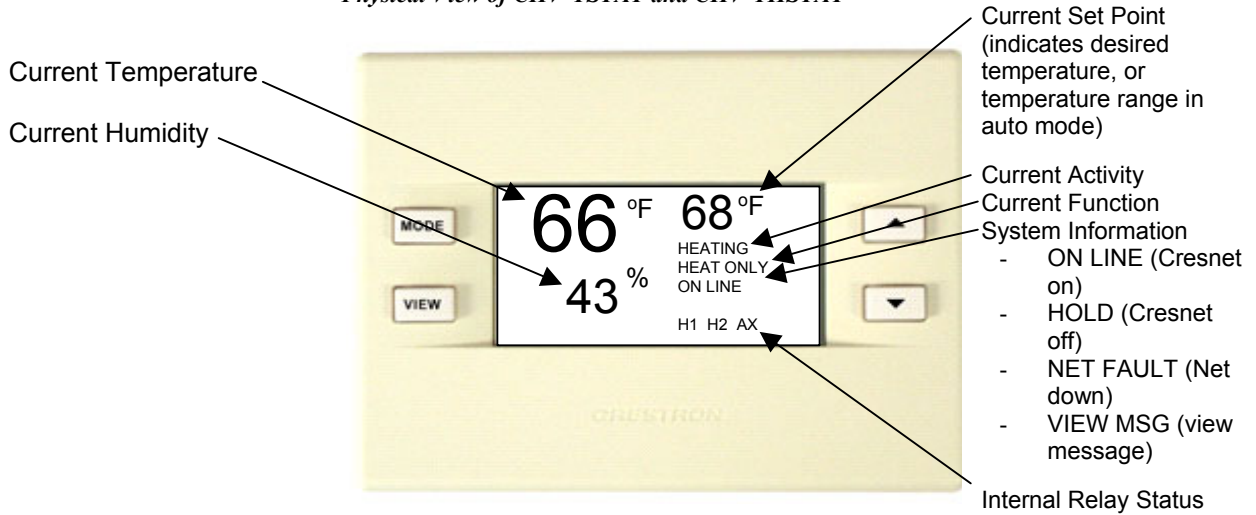 Physical View of CHV-TSTAT and CHV-THSTAT
Current Temperature
Current Humidity
MODE
VIEW
66 °F
43 %
68 °F
HEATING
HEAT ONLY
ON LINE
H1 H2 AX
CRESTRON
Current Set Point
(indicates desired
temperature, or
temperature range in
auto mode)
Current Activity
Current Function
System Information
- ON LINE (Cresnet
on)
- HOLD (Cresnet
off)
- NET FAULT (Net
down)
- VIEW MSG (view
message)
Internal Relay Status